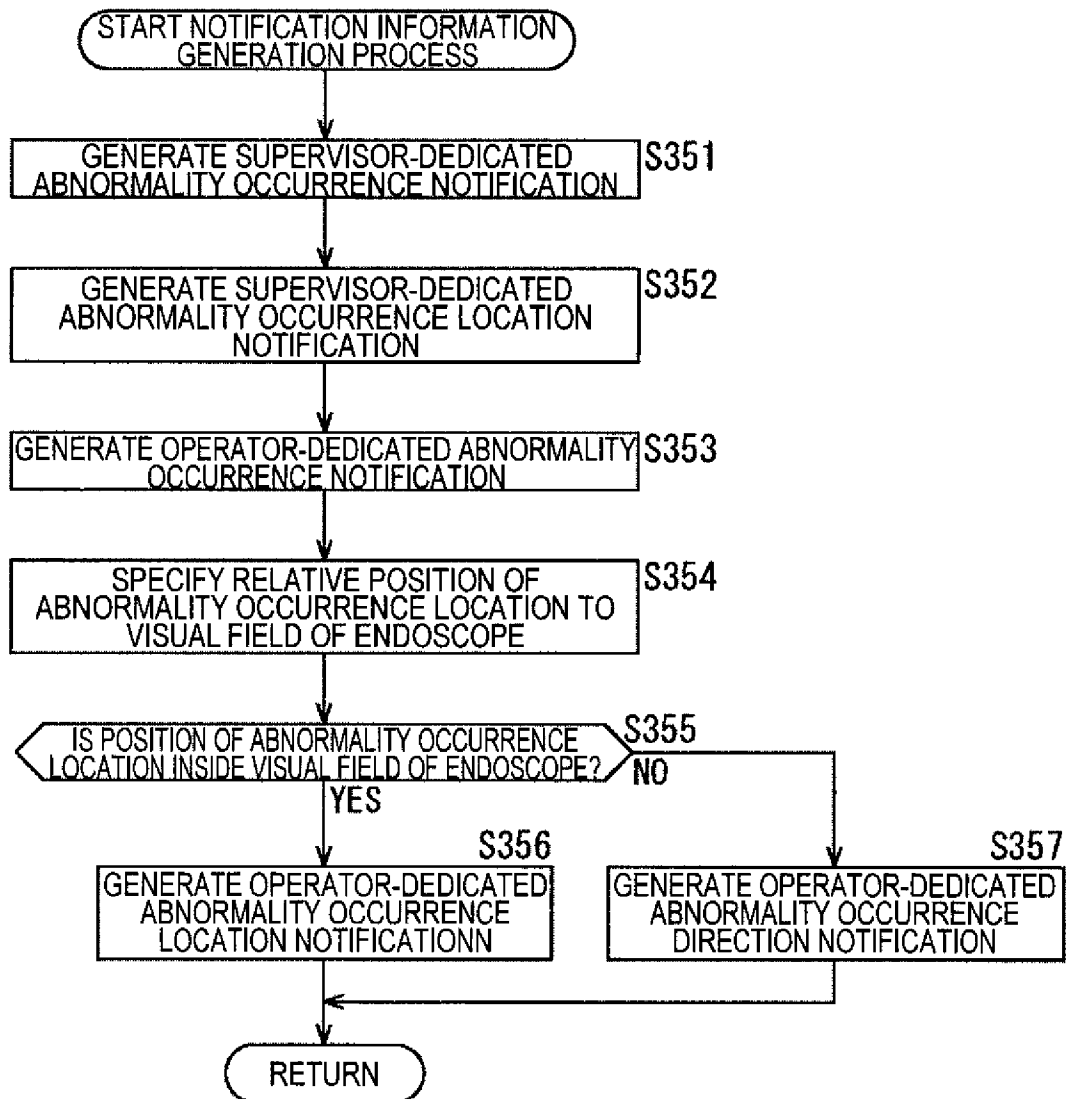 START NOTIFICATION INFORMATION
GENERATION PROCESS
GENERATE SUPERVISOR-DEDICATED
ABNORMALITY OCCURRENCE NOTIFICATION
S351
GENERATE SUPERVISOR-DEDICATED
ABNORMALITY OCCURRENCE LOCATION
NOTIFICATION
S352
GENERATE OPERATOR-DEDICATED ABNORMALITY
OCCURRENCE NOTIFICATION
S353
SPECIFY RELATIVE POSITION OF
ABNORMALITY OCCURRENCE LOCATION TO
VISUAL FIELD OF ENDOSCOPE
S354
IS POSITION OF ABNORMALITY OCCURRENCE
LOCATION INSIDE VISUAL FIELD OF ENDOSCOPE?
S355
NO
YES
S356
GENERATE OPERATOR-DEDICATED
ABNORMALITY OCCURRENCE
LOCATION NOTIFICATIONN
S357
GENERATE OPERATOR-DEDICATED
ABNORMALITY OCCURRENCE
DIRECTION NOTIFICATION
RETURN